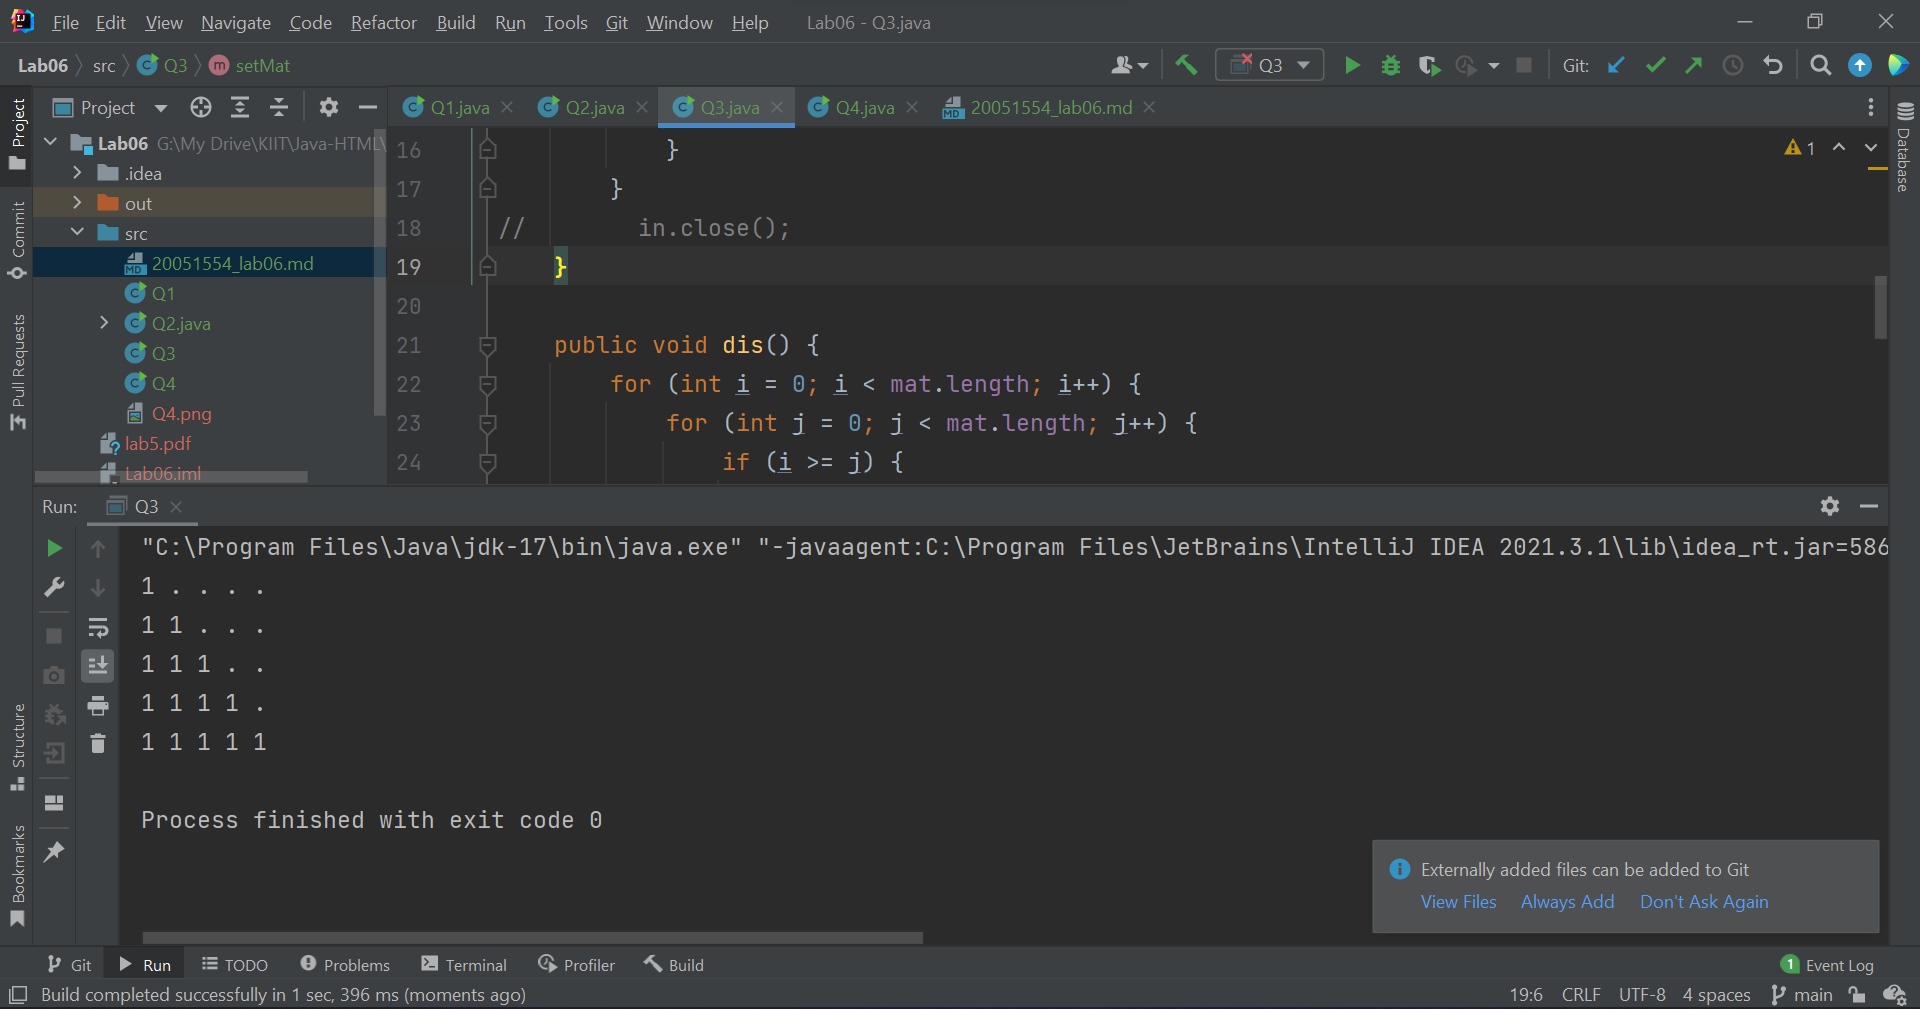 File Edit View Navigate Code Refactor Build Run Tools Git Window Help Lab06 - Q3.java
Lab06 src Q3 m setMat Q3 Git:
Project Q1.java Q2.java Q3.java Q4.java 20051554_lab06.md
Project
Commit
Pull Requests
Structure
Bookmarks
Database
Lab06 G:\My Drive\KIIT\Java-HTML\
.idea
out
src
20051554_lab06.md
Q1
Q2.java
Q3
Q4
Q4.png
lab5.pdf
Lab06.iml
1
16 }
17 }
18 // in.close();
19 }
20
21 public void dis() {
22 for (int i = 0; i < mat.length; i++) {
23 for (int j = 0; j < mat.length; j++) {
24 if (i >= j) {
Run: Q3
"C:\Program Files\Java\jdk-17\bin\java.exe" "-javaagent:C:\Program Files\JetBrains\IntelliJ IDEA 2021.3.1\lib\idea_rt.jar=586
1 . . . .
1 1 . . .
1 1 1 . .
1 1 1 1 .
1 1 1 1 1
Process finished with exit code 0
Externally added files can be added to Git
View Files Always Add Don't Ask Again
Git Run TODO Problems Terminal Profiler Build 1 Event Log
Build completed successfully in 1 sec, 396 ms (moments ago) 19:6 CRLF UTF-8 4 spaces main